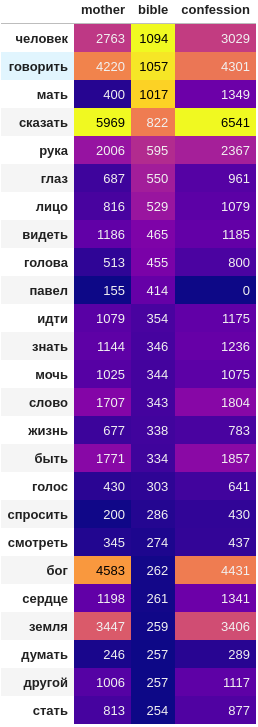 mother bible confession
человек 2763 1094 3029
говорить 4220 1057 4301
мать 400 1017 1349
сказать 5969 822 6541
рука 2006 595 2367
глаз 687 550 961
лицо 816 529 1079
видеть 1186 465 1185
голова 513 455 800
павел 155 414 0
идти 1079 354 1175
знать 1144 346 1236
мочь 1025 344 1075
слово 1707 343 1804
жизнь 677 338 783
быть 1771 334 1857
голос 430 303 641
спросить 200 286 430
смотреть 345 274 437
бог 4583 262 4431
сердце 1198 261 1341
земля 3447 259 3406
думать 246 257 289
другой 1006 257 1117
стать 813 254 877